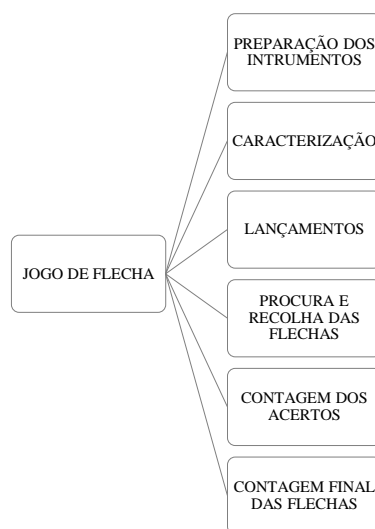 PREPARAÇÃO DOS
INTRUMENTOS
CARACTERIZAÇÃO
LANÇAMENTOS
JOGO DE FLECHA
PROCURA E
RECOLHA DAS
FLECHAS
CONTAGEM DOS
ACERTOS
CONTAGEM FINAL
DAS FLECHAS